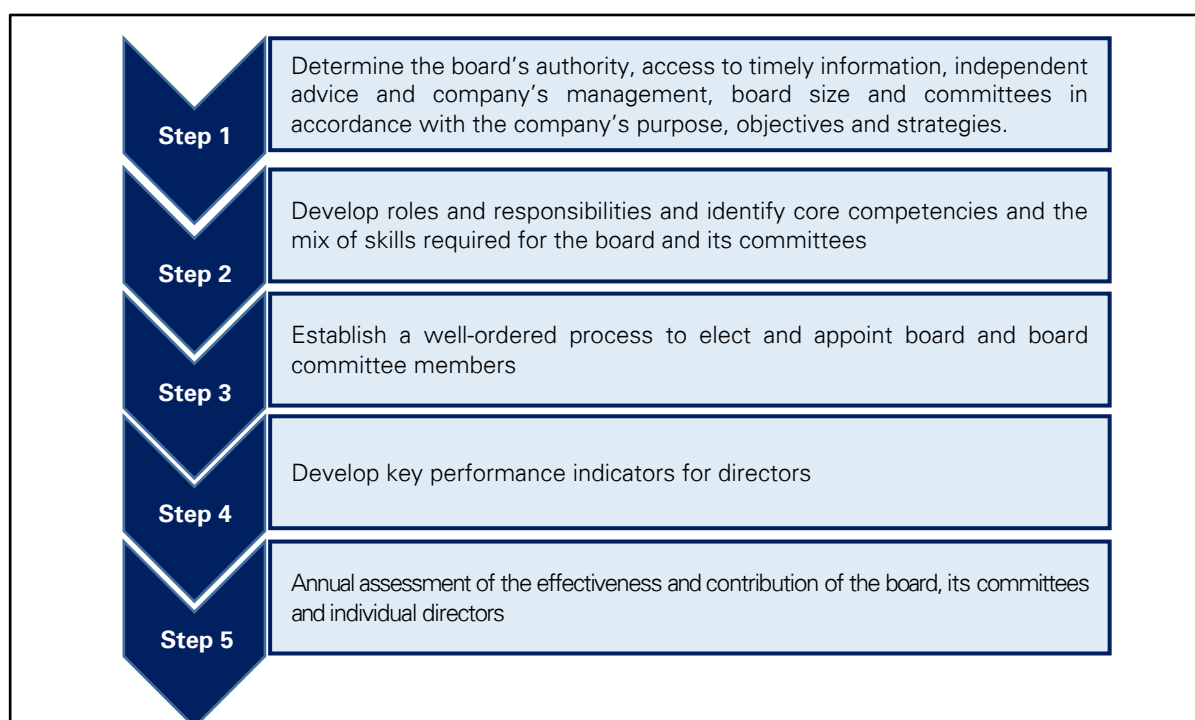 Step 1
Determine the board's authority, access to timely information, independent
advice and company's management, board size and committees in
accordance with the company's purpose, objectives and strategies.
Step 2
Develop roles and responsibilities and identify core competencies and the
mix of skills required for the board and its committees
Step 3
Establish a well-ordered process to elect and appoint board and board
committee members
Step 4
Develop key performance indicators for directors
Step 5
Annual assessment of the effectiveness and contribution of the board, its committees
and individual directors